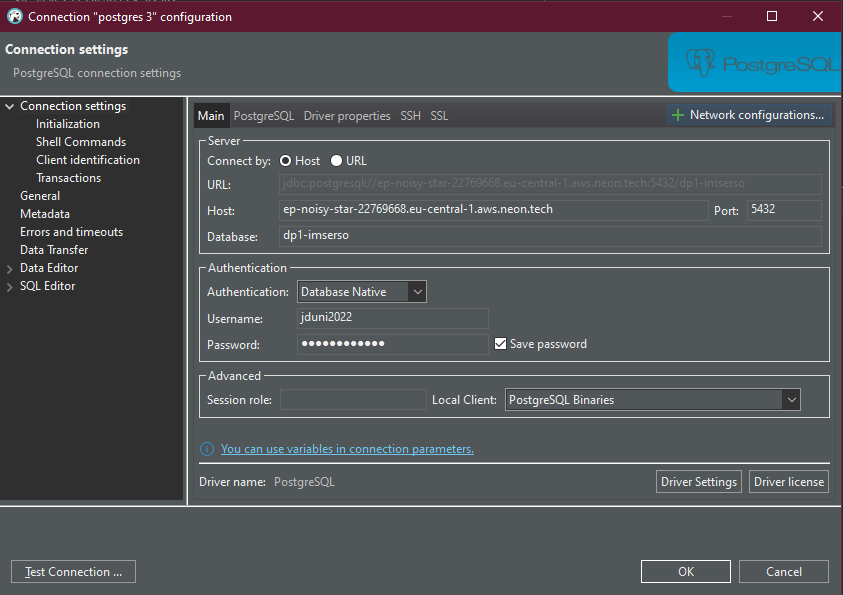 Connection "postgres 3" configuration
Connection settings
PostgreSQL connection settings
PostgreSQL
Connection settings
Initialization
Shell Commands
Client identification
Transactions
General
Metadata
Errors and timeouts
Data Transfer
Data Editor
SQL Editor
Main PostgreSQL Driver properties SSH SSL Network configurations...
Server
Connect by: Host URL
URL: jdbc:postgresql://ep-noisy-star-22769668.eu-central-1.aws.neon.tech:5432/dp1-imserso
Host: ep-noisy-star-22769668.eu-central-1.aws.neon.tech Port: 5432
Database: dp1-imserso
Authentication
Authentication: Database Native
Username: jduni2022
Password: •••••••••••• Save password
Advanced
Session role: Local Client: PostgreSQL Binaries
You can use variables in connection parameters.
Driver name: PostgreSQL Driver Settings Driver license
Test Connection ... OK Cancel